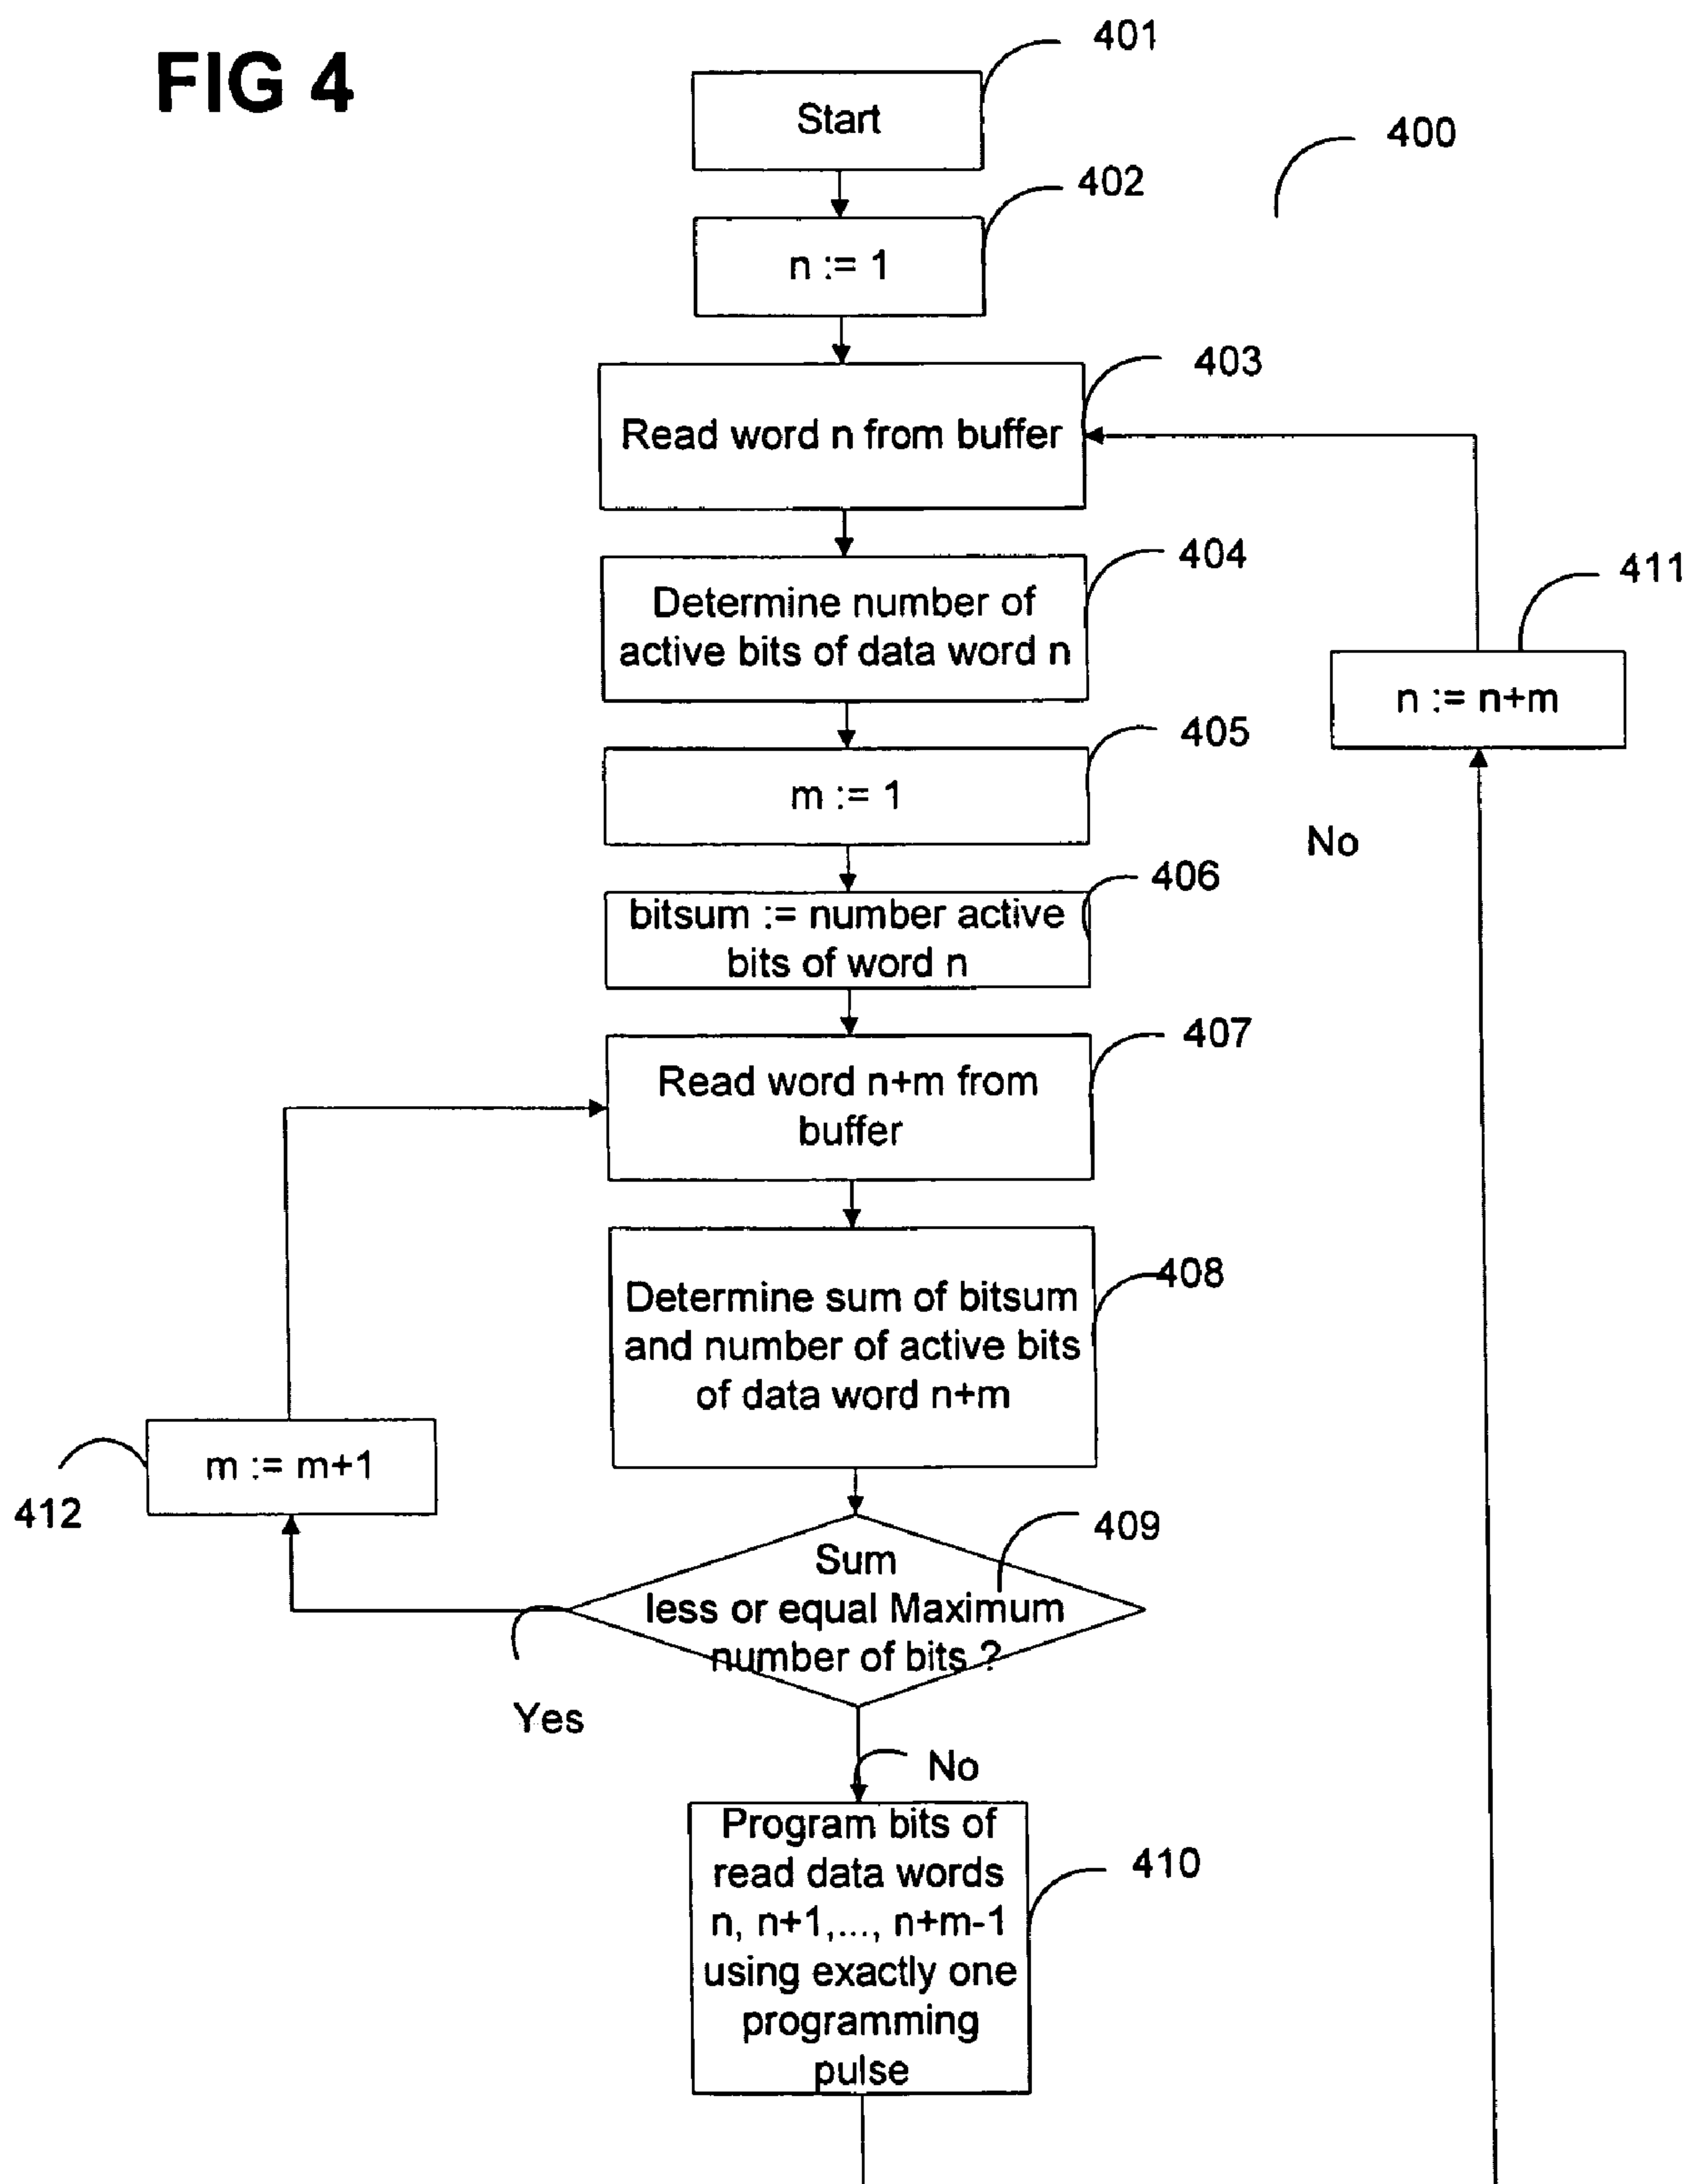 FIG 4
401
Start
400
402
n := 1
403
Read word n from buffer
404
Determine number of
active bits of data word n
411
n := n+m
405
m := 1
No
406
bitsum := number active
bits of word n
407
Read word n+m from
buffer
408
Determine sum of bitsum
and number of active bits
of data word n+m
m := m+1
412
409
Sum
less or equal Maximum
number of bits ?
Yes
No
Program bits of
read data words
n, n+1,..., n+m-1
using exactly one
programming
pulse
410